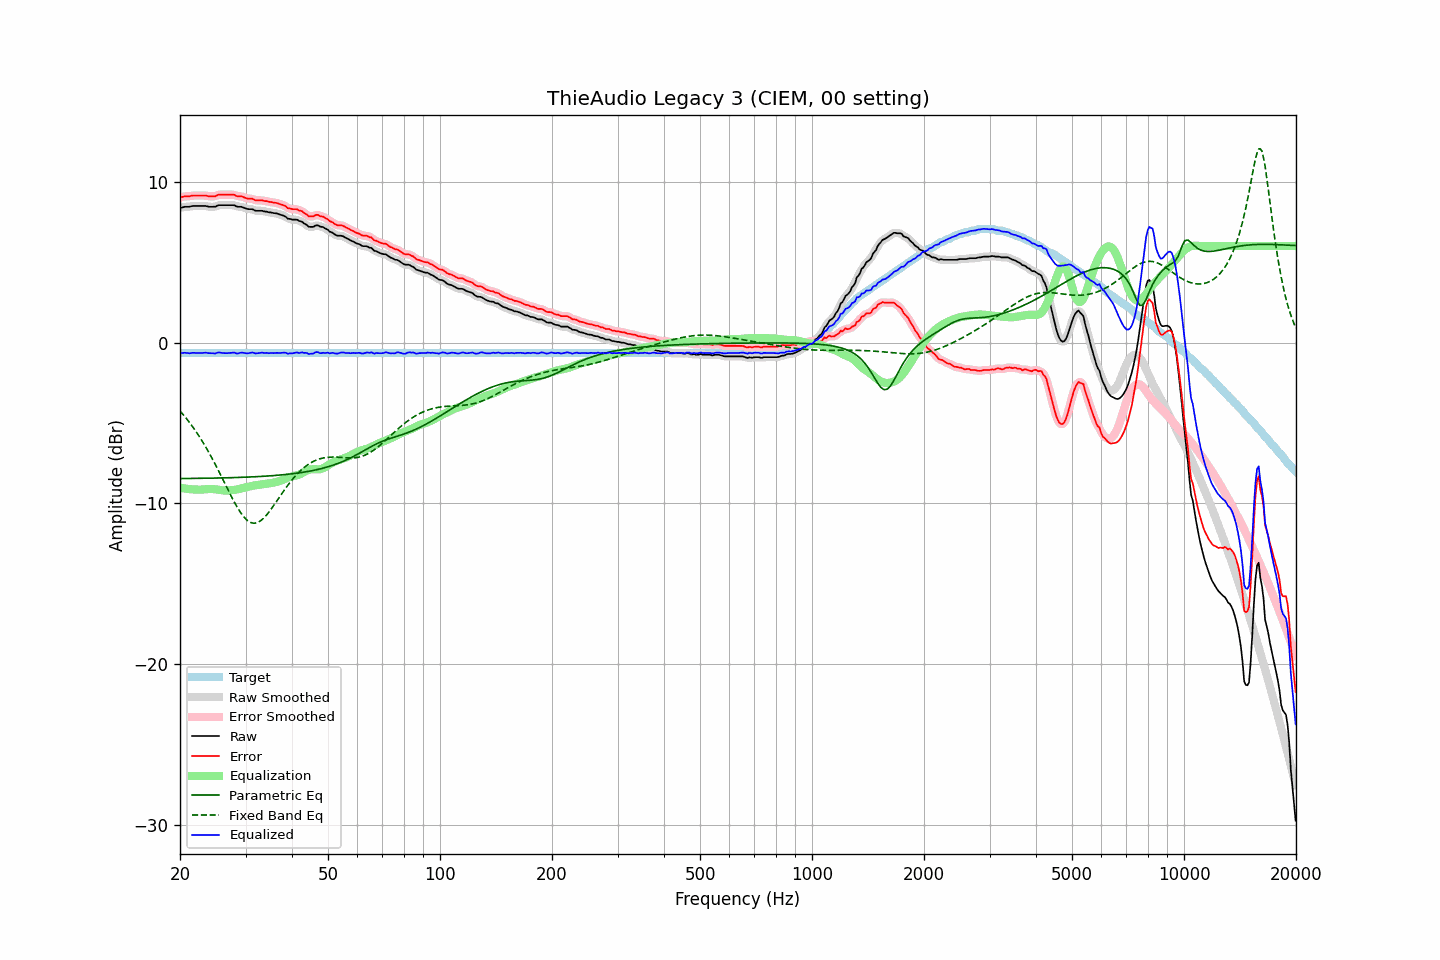 ThieAudio Legacy 3 (CIEM, 00 setting)
10
0
−10
−20
−30
Amplitude (dBr)
Target
Raw Smoothed
Error Smoothed
Raw
Error
Equalization
Parametric Eq
Fixed Band Eq
Equalized
20 50 100 200 500 1000 2000 5000 10000 20000
Frequency (Hz)